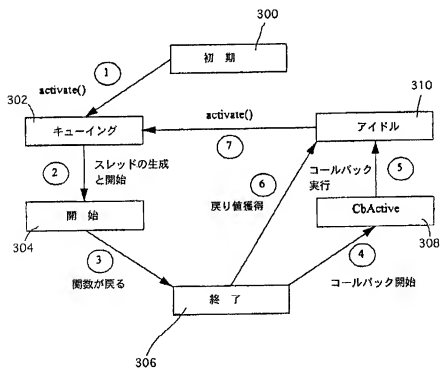 300
初 期
①
activate()
302
310
activate()
キューイング
アイドル
⑦
②
スレッドの生成
と開始
⑥
コールバック
実行
⑤
戻り値獲得
開 始
CbActive
304
308
③
④
関数が戻る
コールバック開始
終 了
306